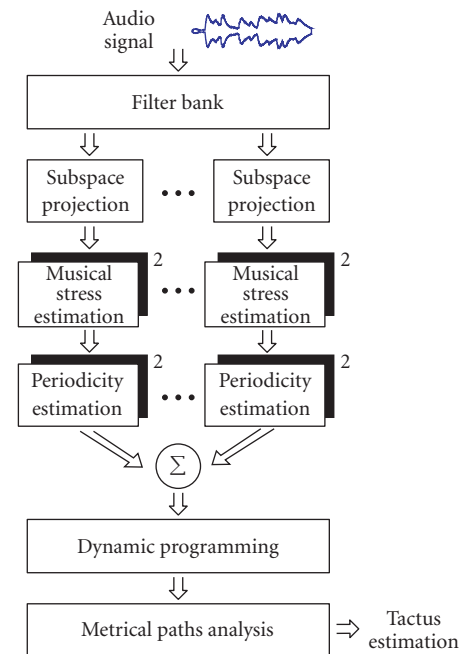 Audio
signal
Filter bank
Subspace
projection
• • •
Subspace
projection
Musical
stress
estimation
2
• • •
Musical
stress
estimation
2
Periodicity
estimation
2
• • •
Periodicity
estimation
2
Σ
Dynamic programming
Metrical paths analysis
Tactus
estimation